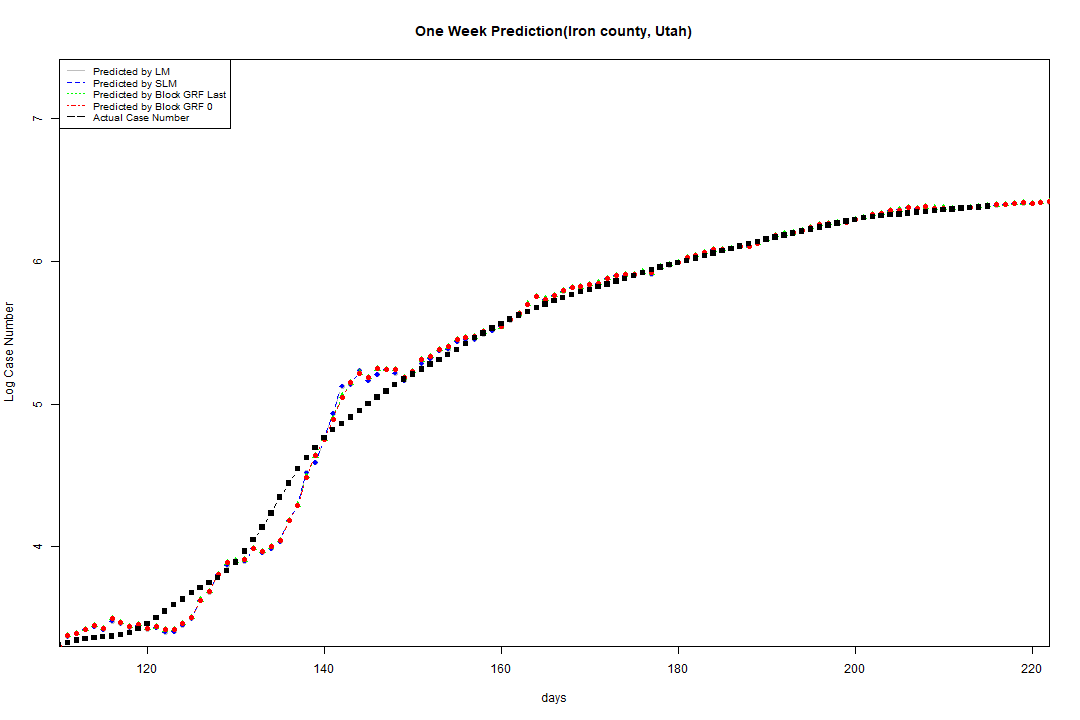 One Week Prediction(Iron county, Utah)
Predicted by LM
Predicted by SLM
Predicted by Block GRF Last
Predicted by Block GRF 0
Actual Case Number
7
6
5
4
Log Case Number
120 140 160 180 200 220
days